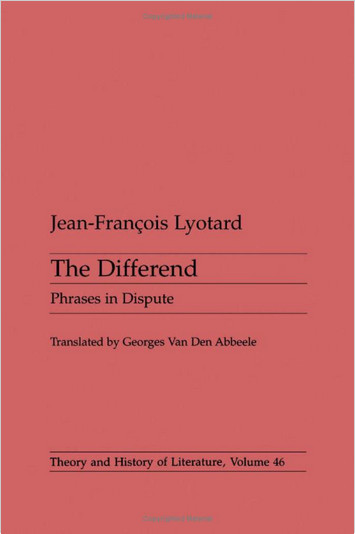 Jean-François Lyotard
The Differend
Phrases in Dispute
Translated by Georges Van Den Abbeele
Theory and History of Literature, Volume 46